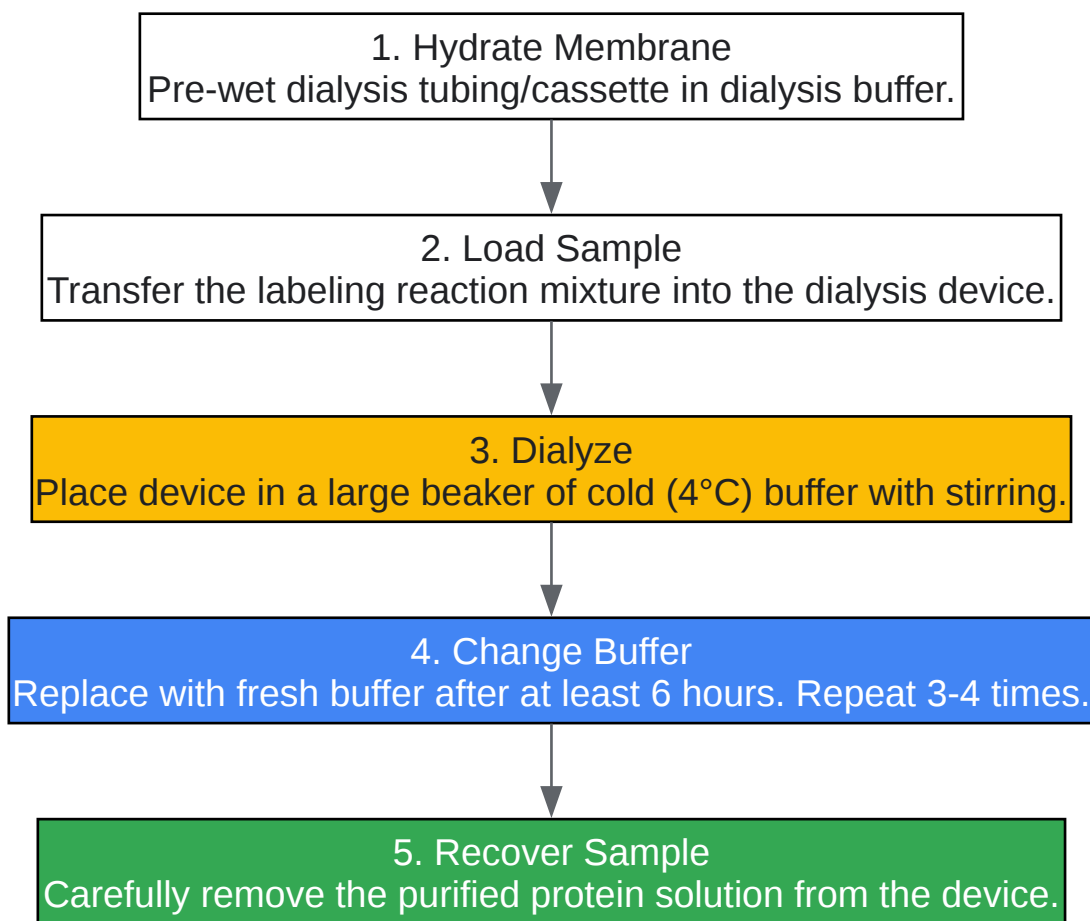 1. Hydrate Membrane
Pre-wet dialysis tubing/cassette in dialysis buffer.
2. Load Sample
Transfer the labeling reaction mixture into the dialysis device.
3. Dialyze
Place device in a large beaker of cold (4°C) buffer with stirring.
4. Change Buffer
Replace with fresh buffer after at least 6 hours. Repeat 3-4 times.
5. Recover Sample
Carefully remove the purified protein solution from the device.